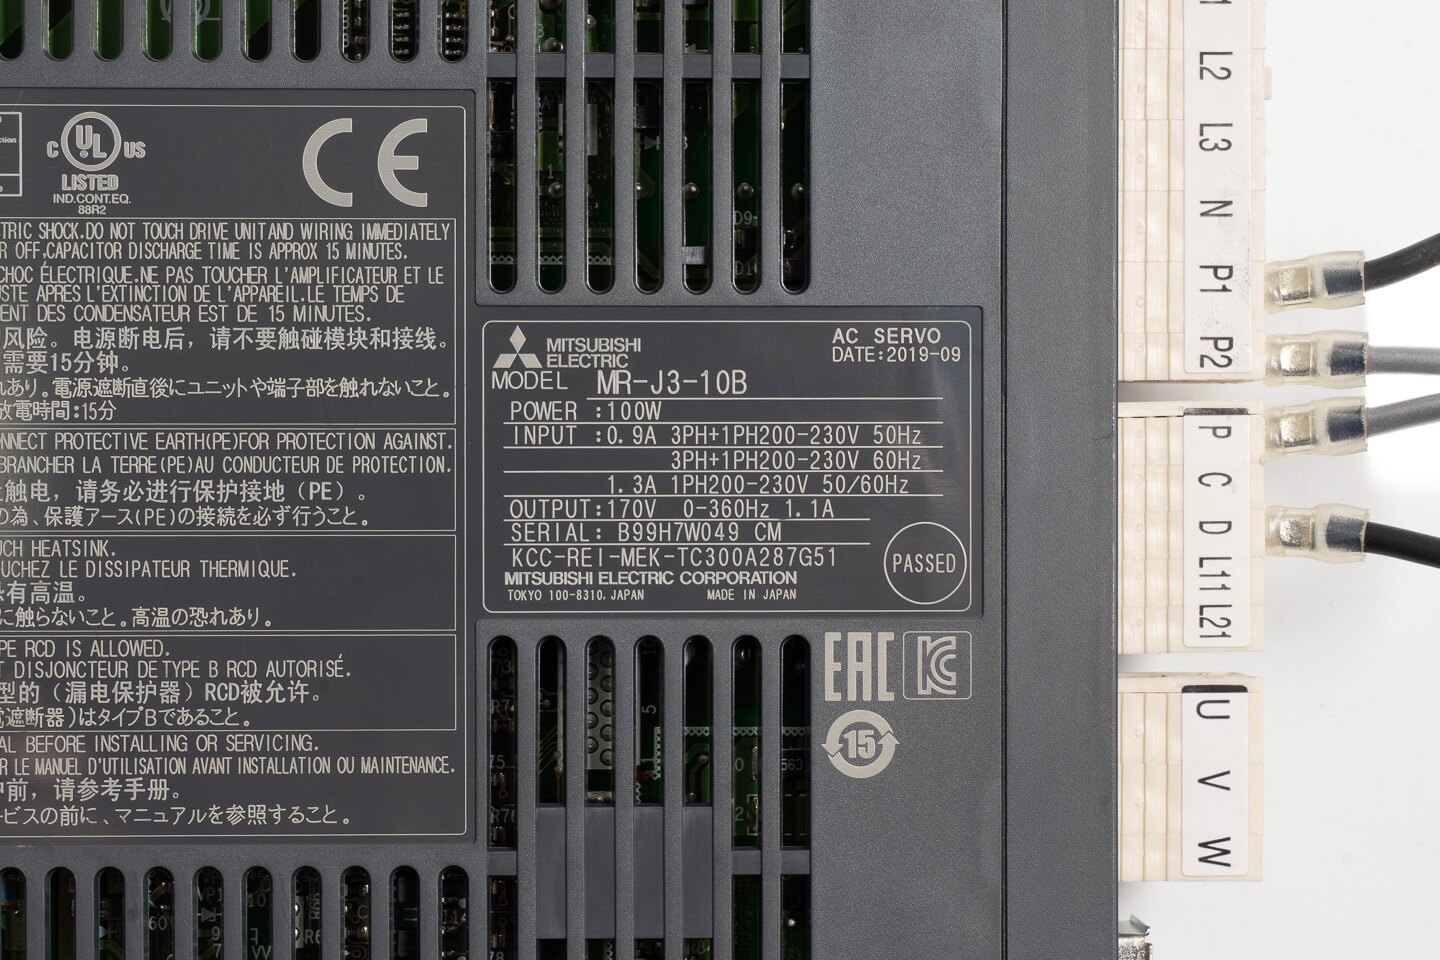 ction
C UL US
LISTED
IND.CONT.EQ.
88R2
CE
TRIC SHOCK.DO NOT TOUCH DRIVE UNIT AND WIRING IMMEDIATELY
R OFF,CAPACITOR DISCHARGE TIME IS APPROX 15 MINUTES.
CHOC ÉLECTRIQUE.NE PAS TOUCHER L'AMPLIFICATEUR ET LE
USTE APRES L'EXTINCTION DE L'APPAREIL.LE TEMPS DE
ENT DES CONDENSATEUR EST DE 15 MINUTES.
风险。电源断电后，请不要触碰模块和接线。
需要15分钟。
れあり。電源遮断直後にユニットや端子部を触れないこと。
放電時間:15分
NNECT PROTECTIVE EARTH(PE)FOR PROTECTION AGAINST.
BRANCHER LA TERRE(PE)AU CONDUCTEUR DE PROTECTION.
触电，请务必进行保护接地（PE）。
の為、保護アース(PE)の接続を必ず行うこと。
UCH HEATSINK.
UCHEZ LE DISSIPATEUR THERMIQUE.
有高温。
に触らないこと。高温の恐れあり。
PE RCD IS ALLOWED.
T DISJONCTEUR DE TYPE B RCD AUTORISÉ.
型的（漏电保护器）RCD被允许。
電遮断器)はタイプBであること。
AL BEFORE INSTALLING OR SERVICING.
R LE MANUEL D'UTILISATION AVANT INSTALLATION OU MAINTENANCE.
前，请参考手册。
ービスの前に、マニュアルを参照すること。
MITSUBISHI
ELECTRIC
AC SERVO
DATE:2019-09
MODEL MR-J3-10B
POWER :100W
INPUT :0.9A 3PH+1PH200-230V 50Hz
3PH+1PH200-230V 60Hz
1.3A 1PH200-230V 50/60Hz
OUTPUT:170V 0-360Hz 1.1A
SERIAL: B99H7W049 CM
KCC-REI-MEK-TC300A287G51
MITSUBISHI ELECTRIC CORPORATION
TOKYO 100-8310, JAPAN MADE IN JAPAN
PASSED
EAC
KC
15
L2
L3
N
P1
P2
P
C
D
L11
L21
U
V
W